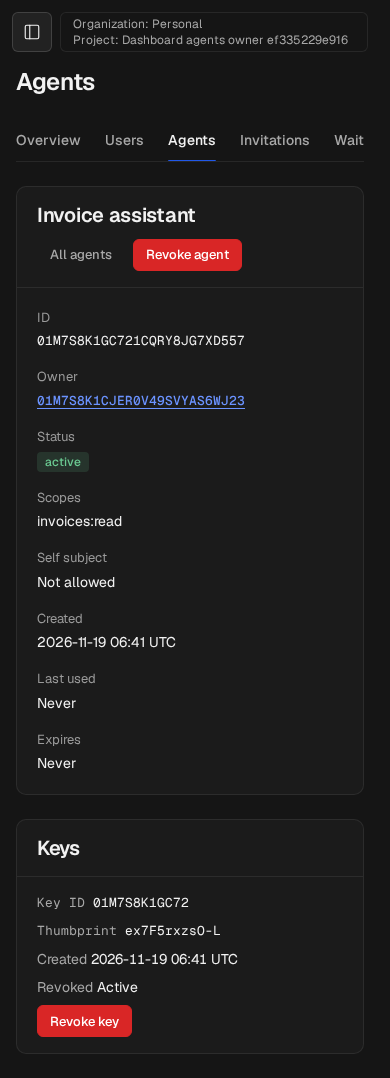 Organization: Personal
Project: Dashboard agents owner ef335229e916
Agents
Overview Users Agents Invitations Wait
Invoice assistant
All agents Revoke agent
ID
01M7S8K1GC721CQRY8JG7XD557
Owner
01M7S8K1CJER0V49SVYAS6WJ23
Status
active
Scopes
invoices:read
Self subject
Not allowed
Created
2026-11-19 06:41 UTC
Last used
Never
Expires
Never
Keys
Key ID 01M7S8K1GC72
Thumbprint ex7F5rxzsO-L
Created 2026-11-19 06:41 UTC
Revoked Active
Revoke key